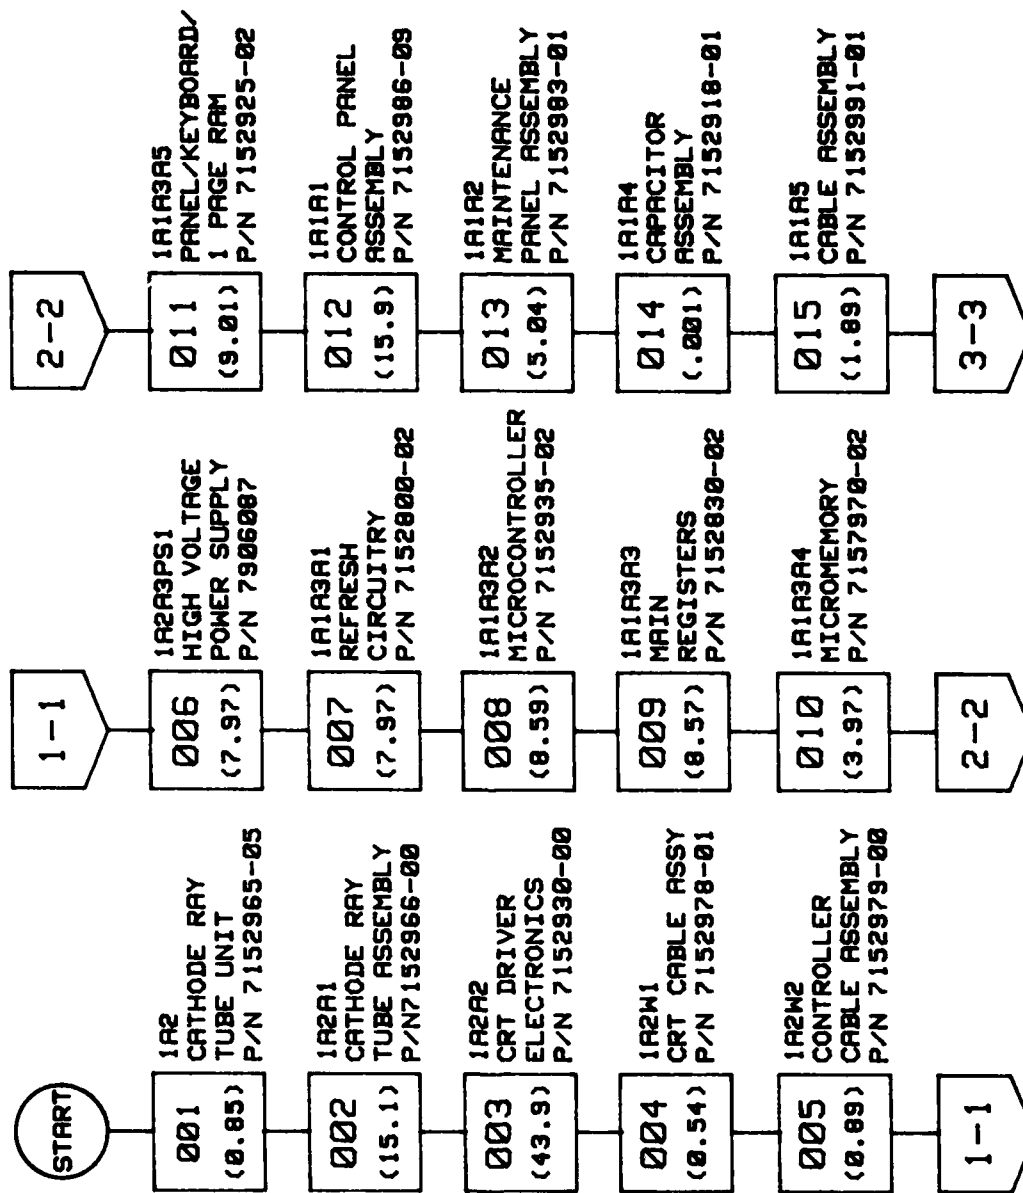 START
001
(0.85)
1A2
CATHODE RAY
TUBE UNIT
P/N 7152965-05
002
(15.1)
1A2A1
CATHODE RAY
TUBE ASSEMBLY
P/N7152966-00
003
(43.9)
1A2A2
CRT DRIVER
ELECTRONICS
P/N 7152930-00
004
(0.54)
1A2W1
CRT CABLE ASSY
P/N 7152978-01
005
(0.89)
1A2W2
CONTROLLER
CABLE ASSEMBLY
P/N 7152979-00
1-1
1-1
006
(7.97)
1A2A3PS1
HIGH VOLTAGE
POWER SUPPLY
P/N 7906087
007
(7.97)
1A1A3A1
REFRESH
CIRCUITRY
P/N 7152800-02
008
(8.59)
1A1A3A2
MICROCONTROLLER
P/N 7152935-02
009
(8.57)
1A1A3A3
MAIN
REGISTERS
P/N 7152830-02
010
(3.97)
1A1A3A4
MICROMEMORY
P/N 7157970-02
2-2
2-2
011
(9.01)
1A1A3A5
PANEL/KEYBOARD/
1 PAGE RAM
P/N 7152925-02
012
(15.9)
1A1A1
CONTROL PANEL
ASSEMBLY
P/N 7152986-09
013
(5.04)
1A1A2
MAINTENANCE
PANEL ASSEMBLY
P/N 7152983-01
014
(.001)
1A1A4
CAPACITOR
ASSEMBLY
P/N 7152918-01
015
(1.89)
1A1A5
CABLE ASSEMBLY
P/N 7152991-01
3-3